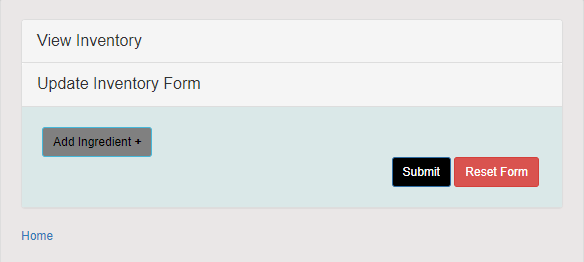 View Inventory
Update Inventory Form
Add Ingredient +
Submit Reset Form
Home